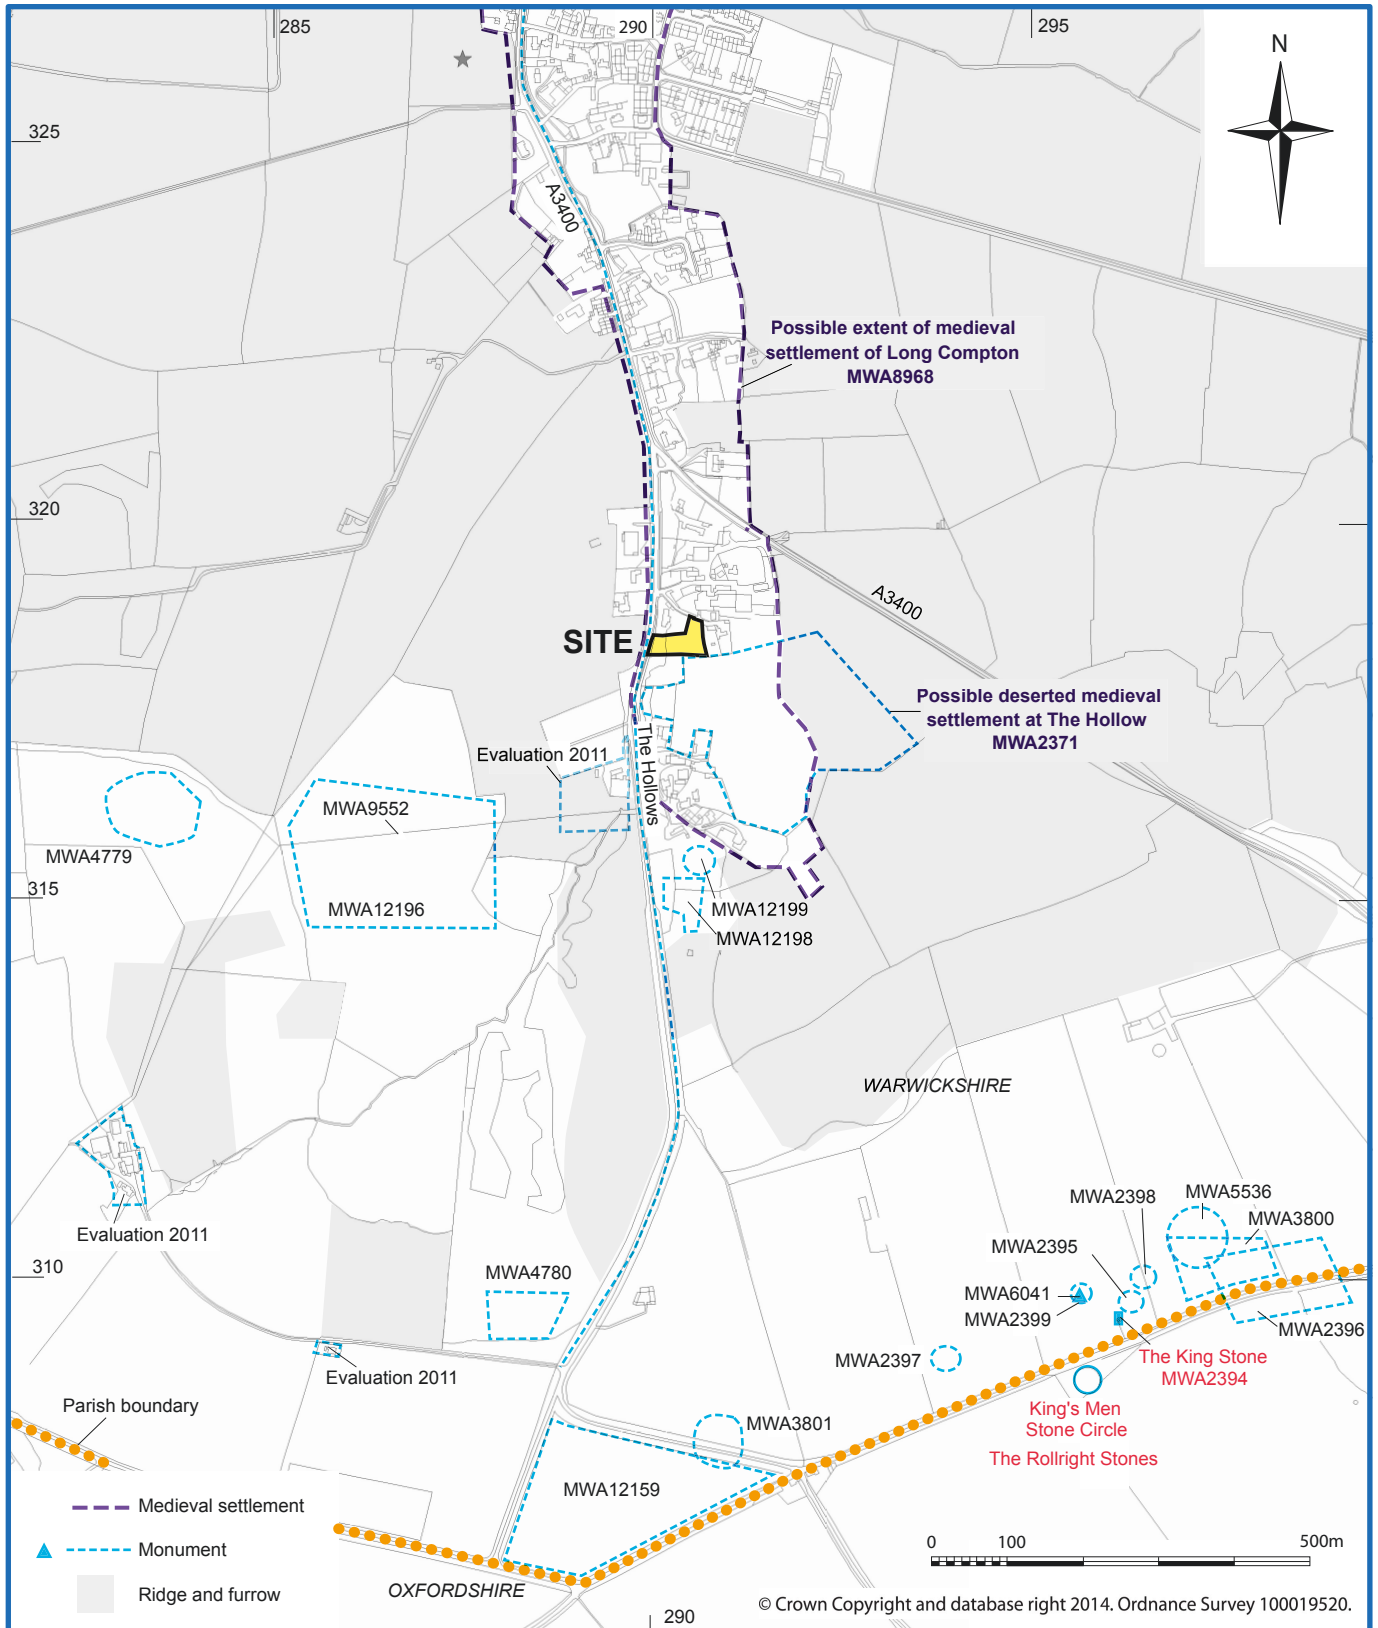 285
290
295
N
325
A3400
Possible extent of medieval
settlement of Long Compton
MWA8968
320
A3400
SITE
Possible deserted medieval
settlement at The Hollow
MWA2371
The Hollows
Evaluation 2011
MWA9552
MWA4779
MWA12196
315
MWA12199
MWA12198
WARWICKSHIRE
MWA2398
MWA5536
MWA3800
Evaluation 2011
MWA2395
310
MWA4780
MWA6041
MWA2399
MWA2396
MWA2397
The King Stone
MWA2394
Evaluation 2011
Parish boundary
King's Men
Stone Circle
The Rollright Stones
MWA3801
MWA12159
Medieval settlement
Monument
Ridge and furrow
0 100 500m
OXFORDSHIRE
290
© Crown Copyright and database right 2014. Ordnance Survey 100019520.